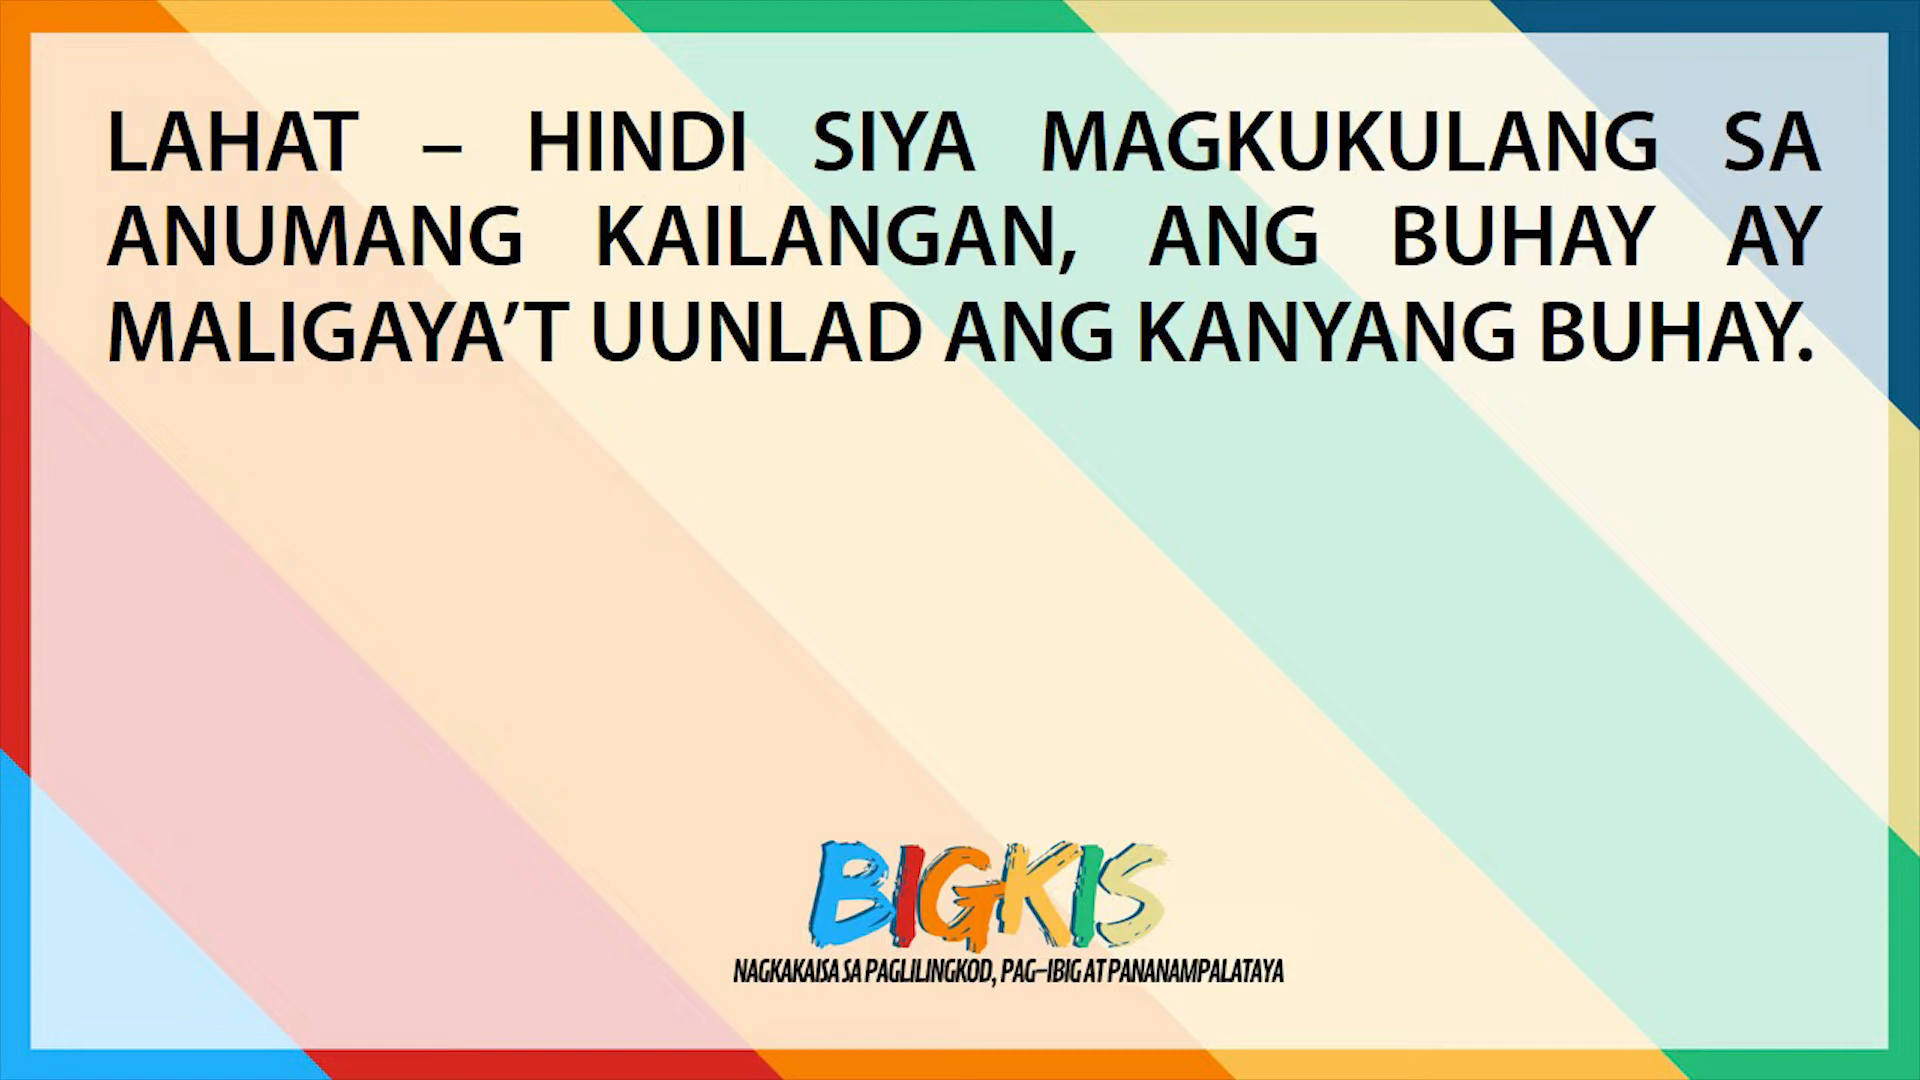 LAHAT – HINDI SIYA MAGKUKULANG SA
ANUMANG KAILANGAN, ANG BUHAY AY
MALIGAYA’T UUNLAD ANG KANYANG BUHAY.
BIGKIS
NAGKAKAISA SA PAGLILINGKOD, PAG-IBIG AT PANANAMPALATAYA